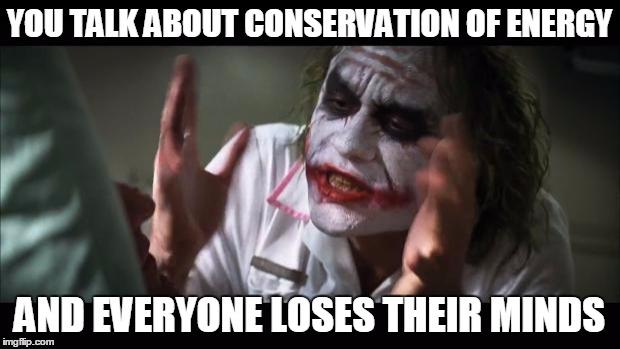 YOU TALK ABOUT CONSERVATION OF ENERGY
AND EVERYONE LOSES THEIR MINDS
imgflip.com